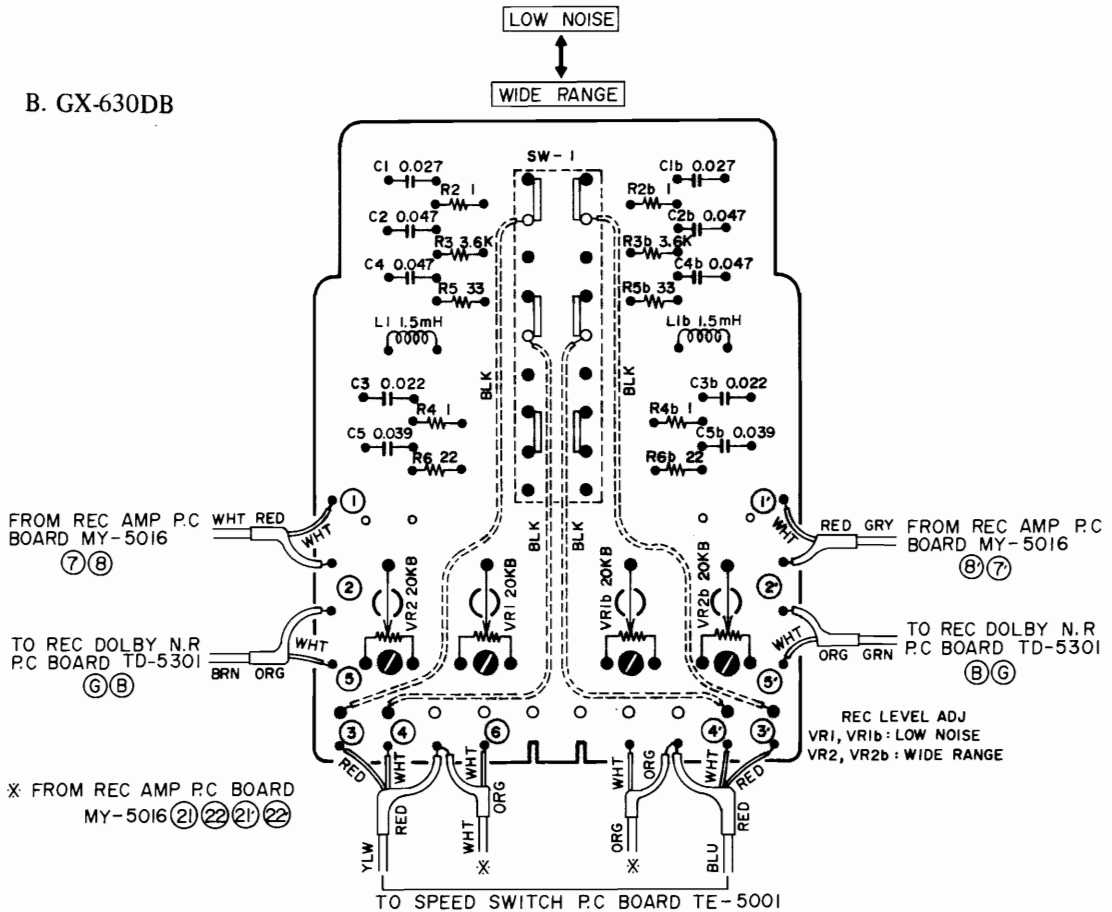 LOW NOISE
WIDE RANGE
B. GX-630DB
SW-1
C1 0.027
R2 1
C2 0.047
R3 3.6K
C4 0.047
R5 33
L1 1.5mH
C3 0.022
R4 1
C5 0.039
R6 22
C1b 0.027
R2b 1
C2b 0.047
R3b 3.6K
C4b 0.047
R5b 33
L1b 1.5mH
C3b 0.022
R4b 1
C5b 0.039
R6b 22
BLK
BLK
BLK
BLK
1
1'
FROM REC AMP P.C
BOARD MY-5016
7 8
WHT RED
WHT
2
TO REC DOLBY N.R
P.C BOARD TD-5301
G B
BRN ORG
WHT
5
VR2 20KB
VR1 20KB
VR1b 20KB
VR2b 20KB
WHT
RED GRY
FROM REC AMP P.C
BOARD MY-5016
8' 7'
2'
WHT
ORG GRN
TO REC DOLBY N.R
P.C BOARD TD-5301
B G
5'
3
4
6
4'
3'
REC LEVEL ADJ
VR1, VR1b : LOW NOISE
VR2, VR2b : WIDE RANGE
RED
WHT
WHT
ORG
WHT
ORG
WHT
RED
※ FROM REC AMP P.C BOARD
MY-5016 21 22 21' 22'
YLW
RED
WHT
※
ORG
※
BLU
RED
TO SPEED SWITCH P.C BOARD TE-5001